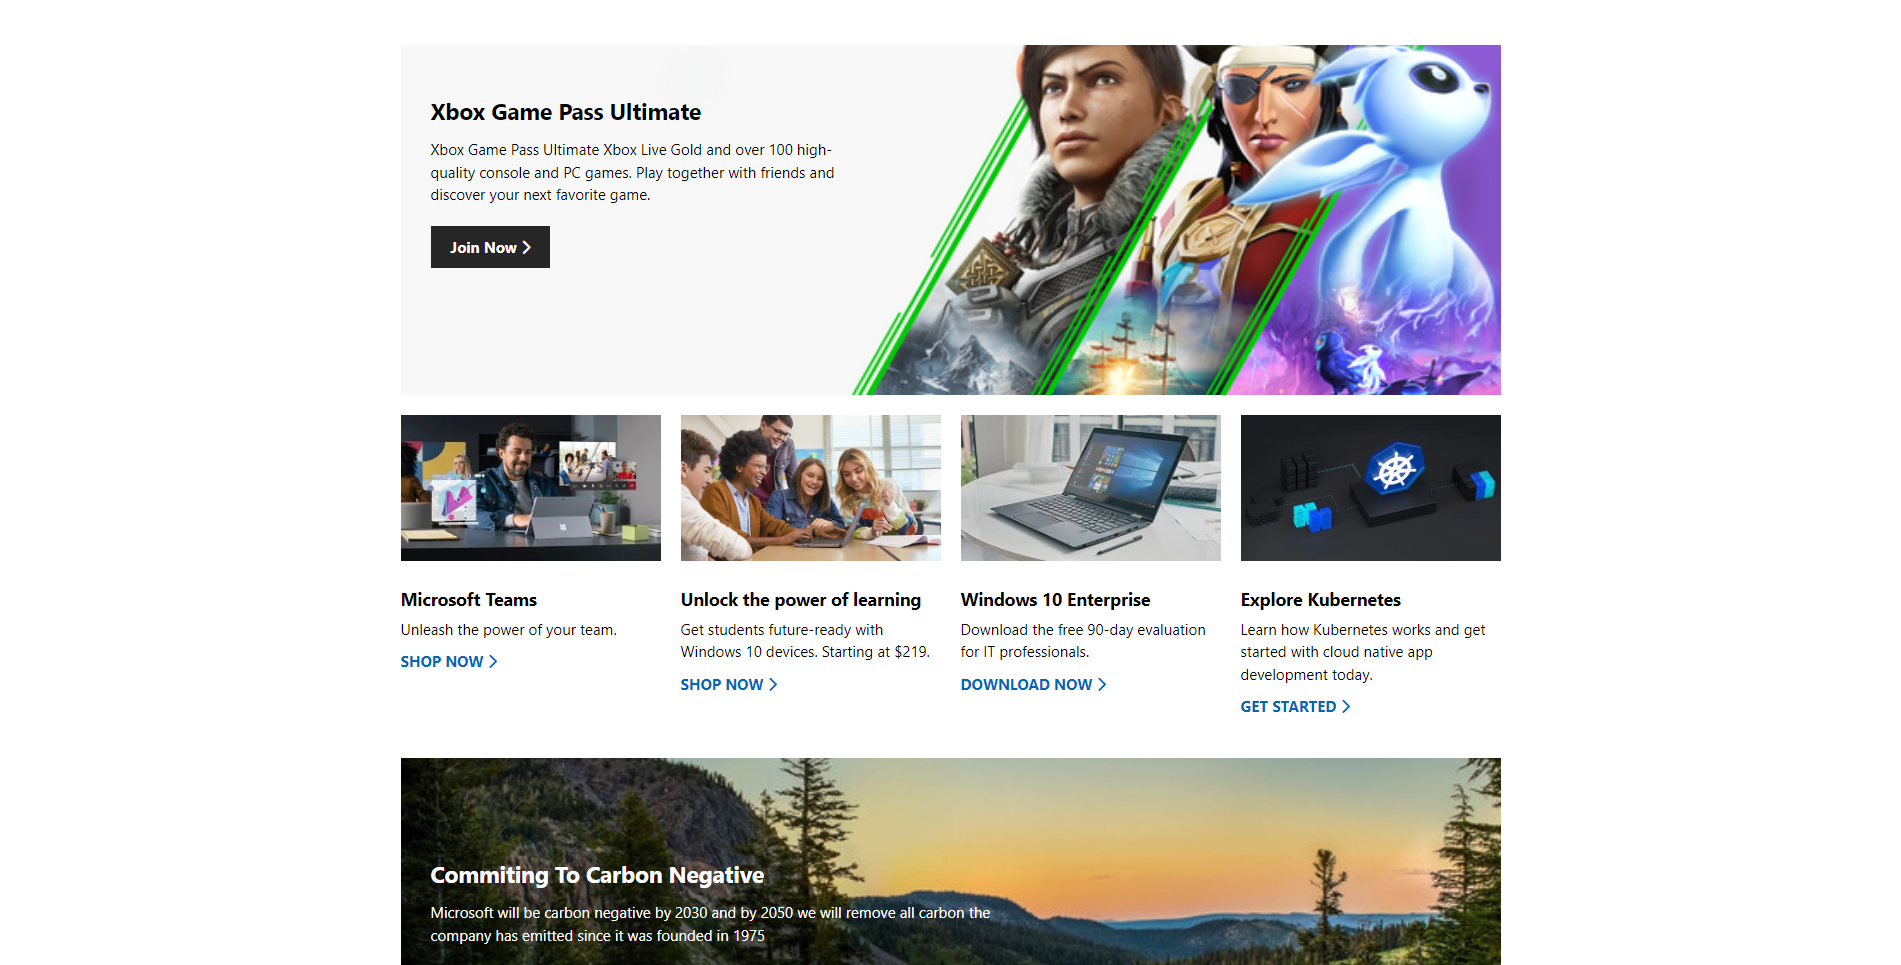 Xbox Game Pass Ultimate
Xbox Game Pass Ultimate Xbox Live Gold and over 100 high-
quality console and PC games. Play together with friends and
discover your next favorite game.
Join Now
Microsoft Teams
Unleash the power of your team.
SHOP NOW
Unlock the power of learning
Get students future-ready with
Windows 10 devices. Starting at $219.
SHOP NOW
Windows 10 Enterprise
Download the free 90-day evaluation
for IT professionals.
DOWNLOAD NOW
Explore Kubernetes
Learn how Kubernetes works and get
started with cloud native app
development today.
GET STARTED
Commiting To Carbon Negative
Microsoft will be carbon negative by 2030 and by 2050 we will remove all carbon the
company has emitted since it was founded in 1975